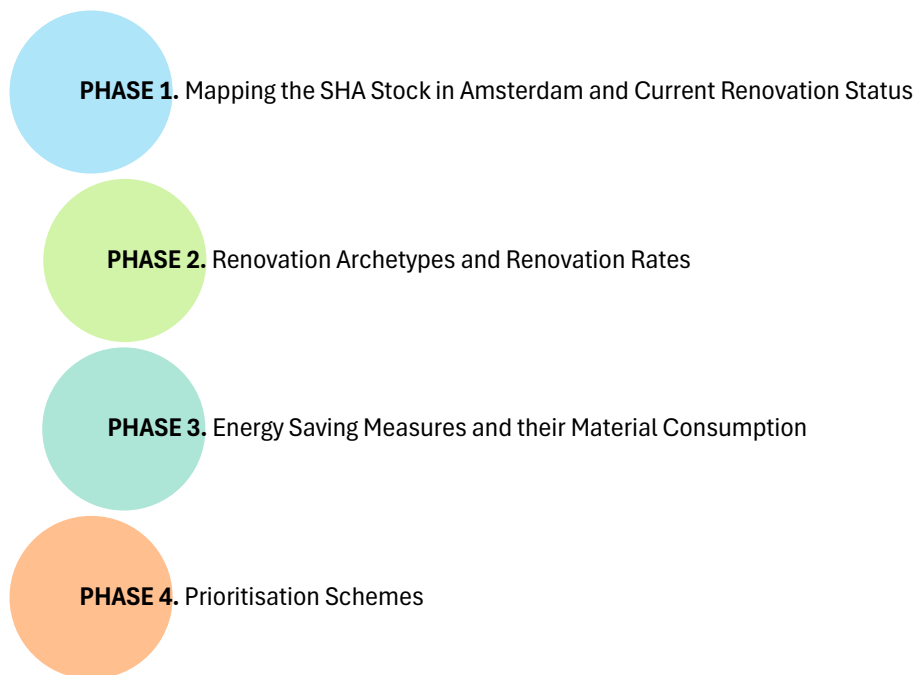 PHASE 1. Mapping the SHA Stock in Amsterdam and Current Renovation Status
PHASE 2. Renovation Archetypes and Renovation Rates
PHASE 3. Energy Saving Measures and their Material Consumption
PHASE 4. Prioritisation Schemes